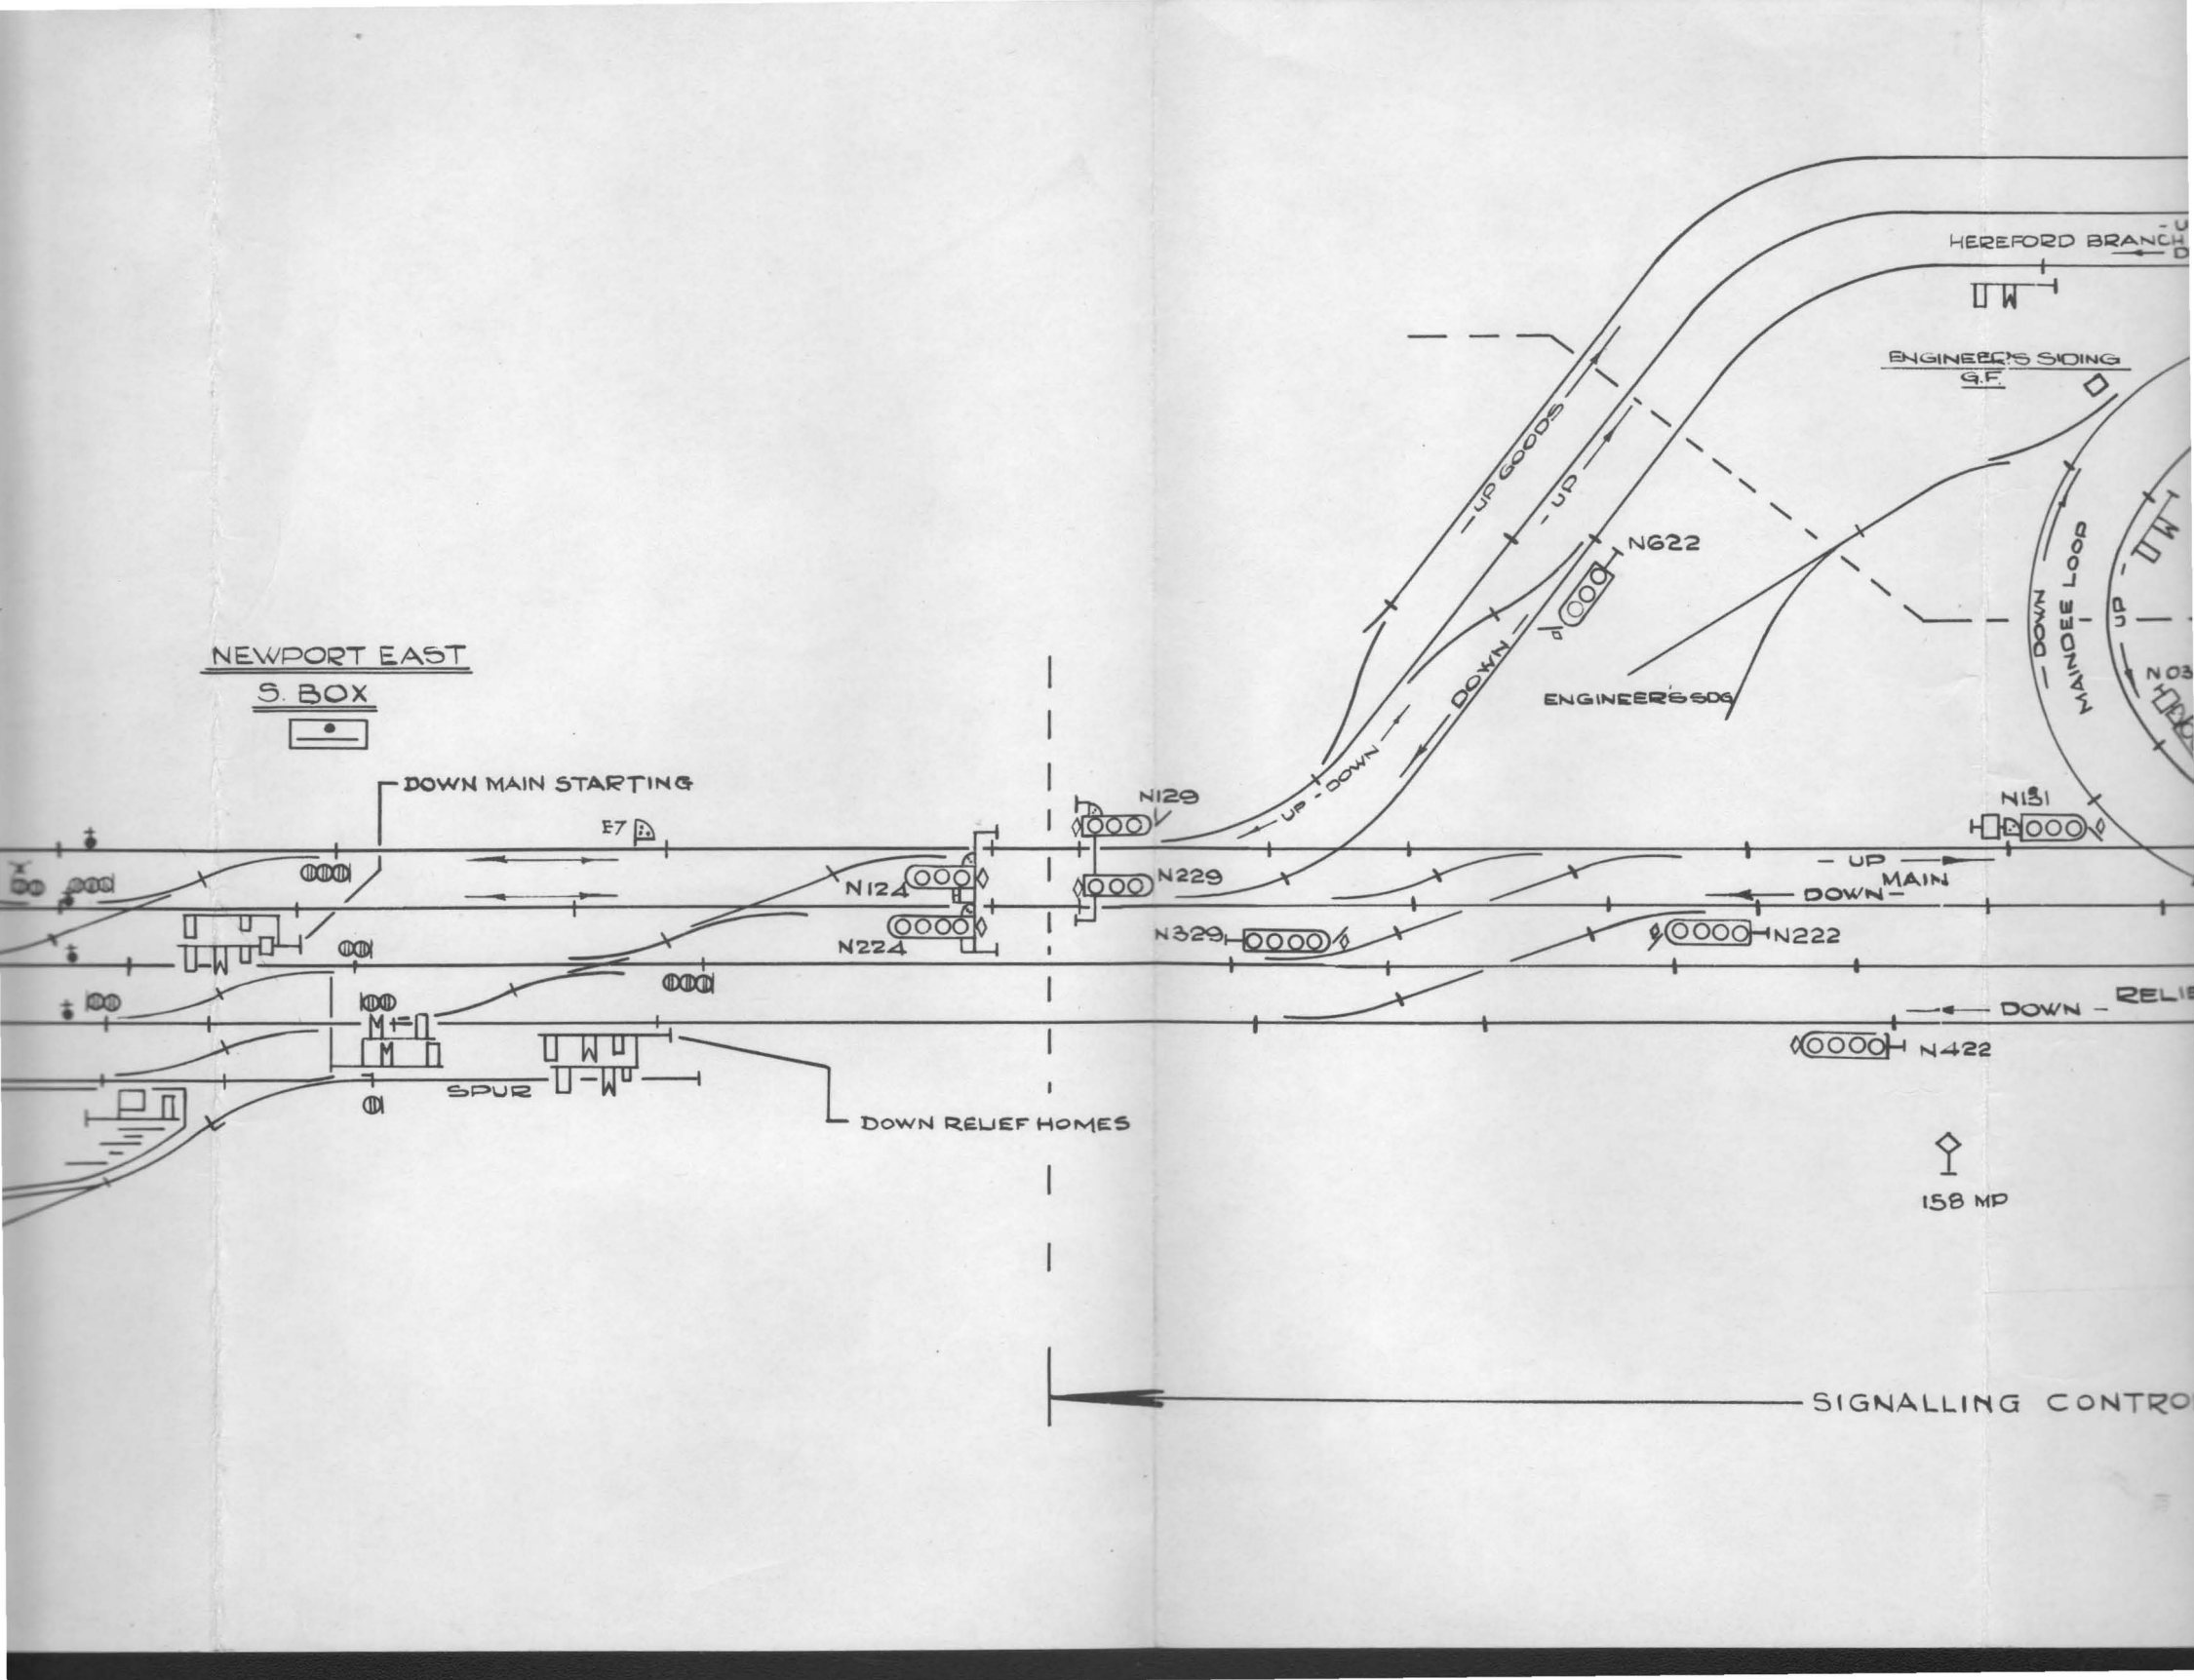 HEREFORD BRANCH
ENGINEER'S SIDING
G.F.
- UP GOODS
- UP
N622
- DOWN
MAINDEE LOOP
UP -
N03
ENGINEER'S SDG
DOWN
UP - DOWN
NEWPORT EAST
S. BOX
DOWN MAIN STARTING
E7
N129
N131
N124
N229
- UP
MAIN
DOWN -
N224
N329
N222
RELIE
DOWN -
N422
SPUR
DOWN RELIEF HOMES
158 MP
SIGNALLING CONTRO